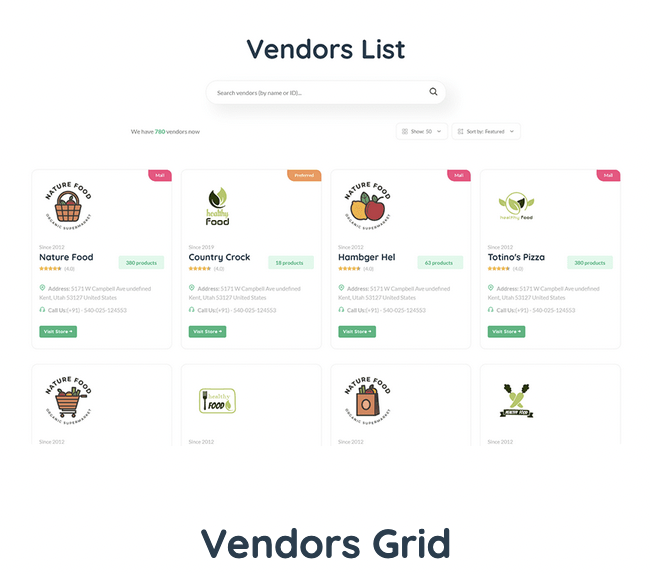 Vendors List
Search vendors (by name or ID)...
We have 780 vendors now
Show: 50
Sort by: Featured
Mall
NATURE FOOD
ORGANIC SUPERMARKET
Since 2012
Nature Food
380 products
(4.0)
Address: 5171 W Campbell Ave undefined
Kent, Utah 53127 United States
Call Us:(+91) - 540-025-124553
Visit Store
Preferred
healthy
Food
Since 2019
Country Crock
18 products
(4.0)
Address: 5171 W Campbell Ave undefined
Kent, Utah 53127 United States
Call Us:(+91) - 540-025-124553
Visit Store
Mall
NATURE FOOD
ORGANIC SUPERMARKET
Since 2012
Hambger Hel
63 products
(4.0)
Address: 5171 W Campbell Ave undefined
Kent, Utah 53127 United States
Call Us:(+91) - 540-025-124553
Visit Store
Mall
healthy Food
Since 2012
Totino's Pizza
380 products
(4.0)
Address: 5171 W Campbell Ave undefined
Kent, Utah 53127 United States
Call Us:(+91) - 540-025-124553
Visit Store
NATURE FOOD
ORGANIC SUPERMARKET
Since 2012
healthy
FOOD
Since 2012
NATURE FOOD
ORGANIC SUPERMARKET
Since 2012
HEALTHY FOOD
Since 2012
Vendors Grid